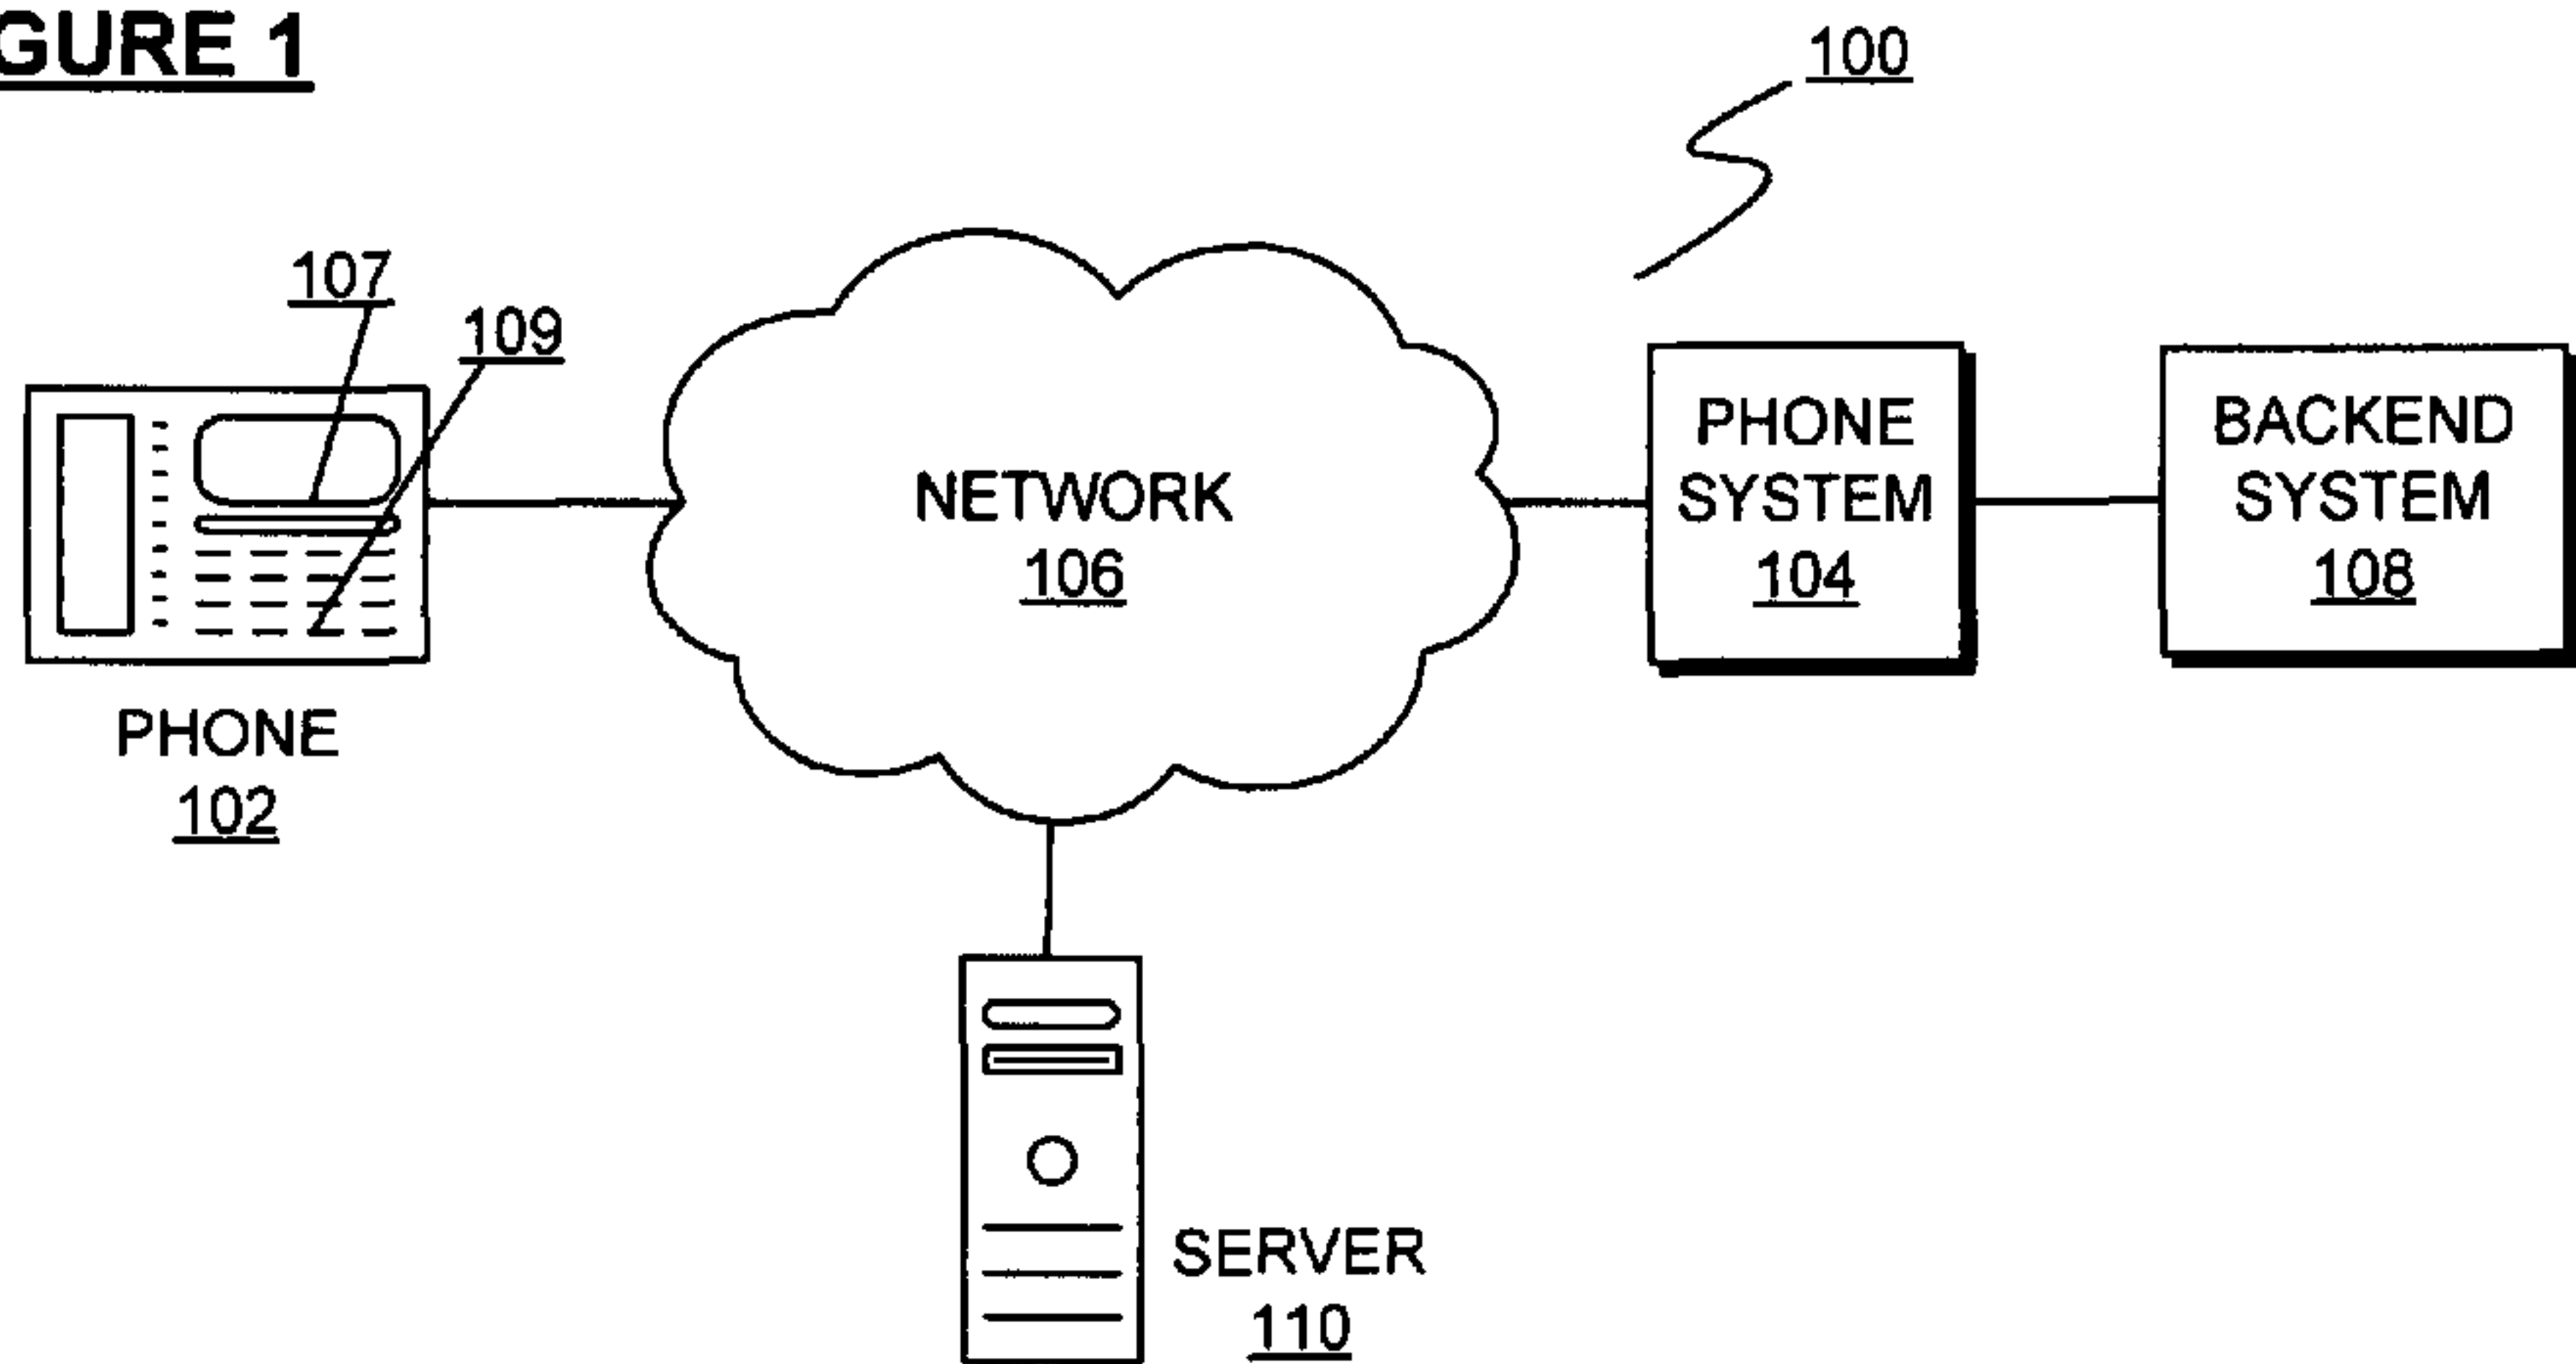 GURE 1
100
107
109
NETWORK
106
PHONE
SYSTEM
104
BACKEND
SYSTEM
108
PHONE
102
SERVER
110